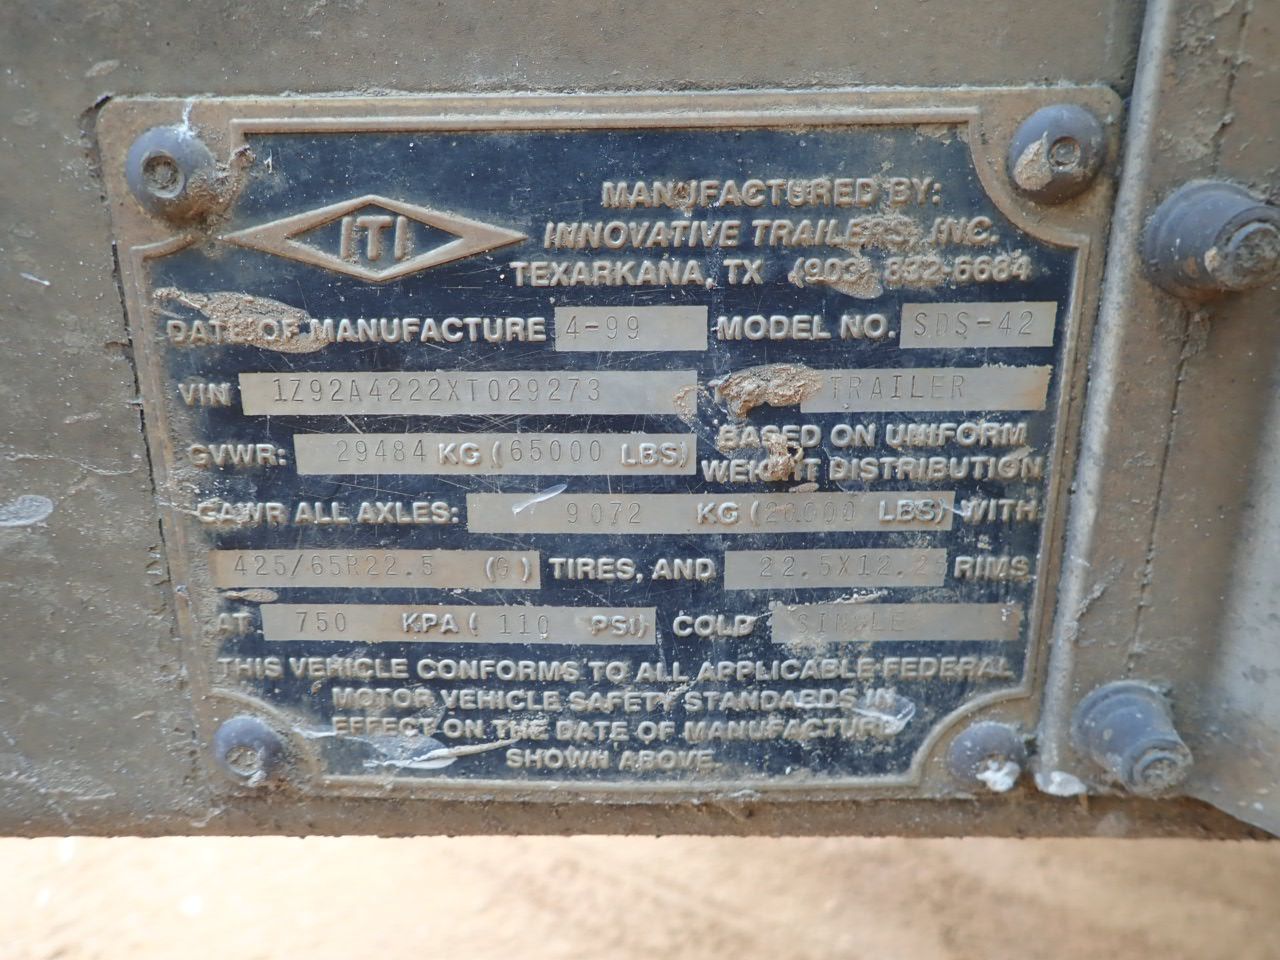 ITI
MANUFACTURED BY:
INNOVATIVE TRAILERS, INC.
TEXARKANA, TX (903) 832-6684
DATE OF MANUFACTURE 4-99 MODEL NO. SDS-42
VIN 1Z92A4222XT029273 TRAILER
GVWR: 29484 KG (65000 LBS) BASED ON UNIFORM
WEIGHT DISTRIBUTION
GAWR ALL AXLES: 9072 KG (20000 LBS) WITH
425/65R22.5 (G) TIRES, AND 22.5X12.25 RIMS
AT 750 KPA (110 PSI) COLD SINGLE
THIS VEHICLE CONFORMS TO ALL APPLICABLE FEDERAL
MOTOR VEHICLE SAFETY STANDARDS IN
EFFECT ON THE DATE OF MANUFACTURE
SHOWN ABOVE.